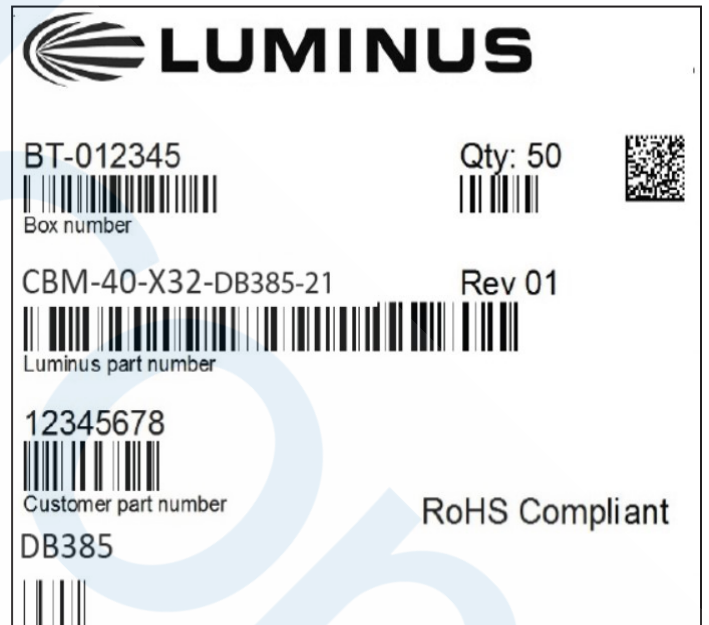 LUMINUS
BT-012345 Qty: 50
Box number
CBM-40-X32-DB385-21 Rev 01
Luminus part number
12345678
Customer part number
RoHS Compliant
DB385